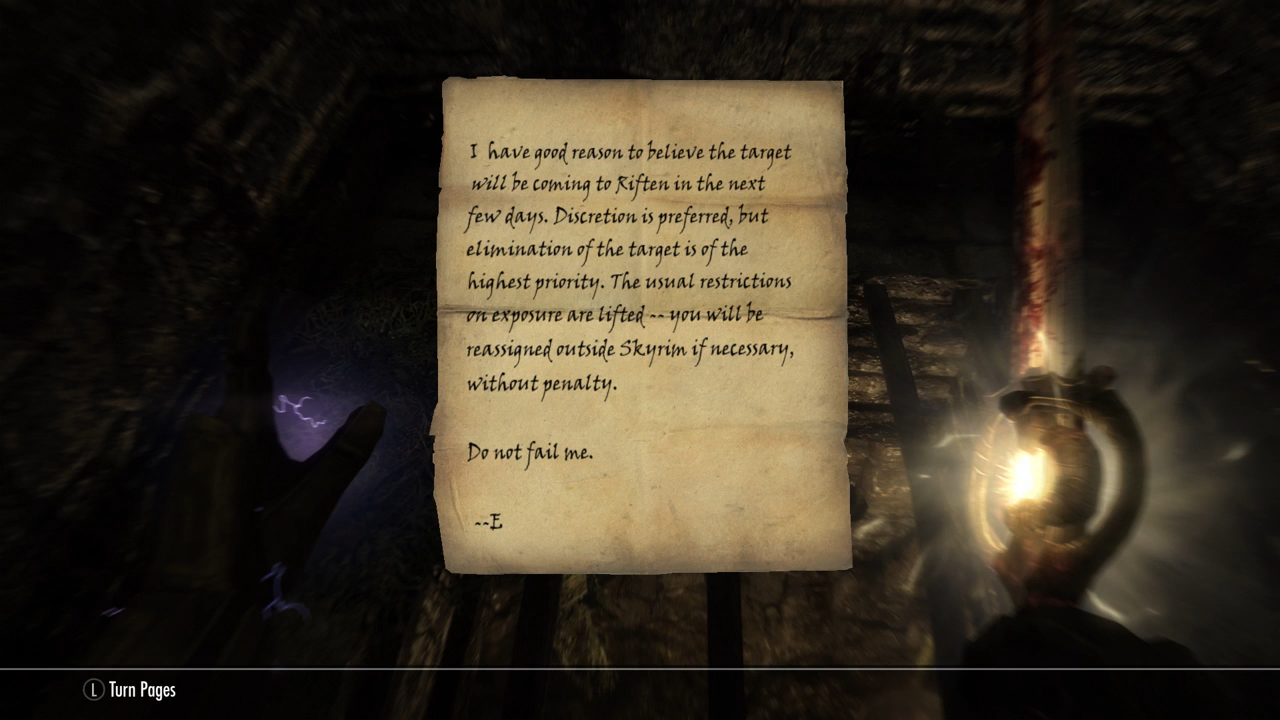 I have good reason to believe the target
will be coming to Riften in the next
few days. Discretion is preferred, but
elimination of the target is of the
highest priority. The usual restrictions
on exposure are lifted -- you will be
reassigned outside Skyrim if necessary,
without penalty.
Do not fail me.
--E
L Turn Pages